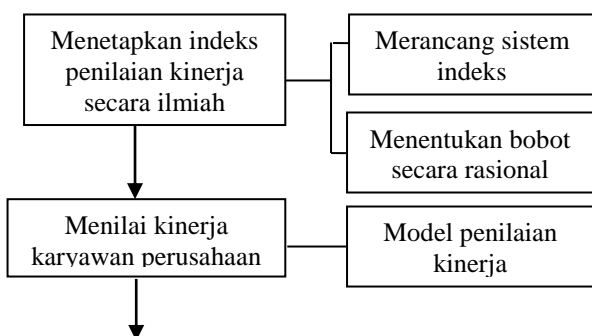 Menetapkan indeks
penilaian kinerja
secara ilmiah
Merancang sistem
indeks
Menentukan bobot
secara rasional
Menilai kinerja
karyawan perusahaan
Model penilaian
kinerja